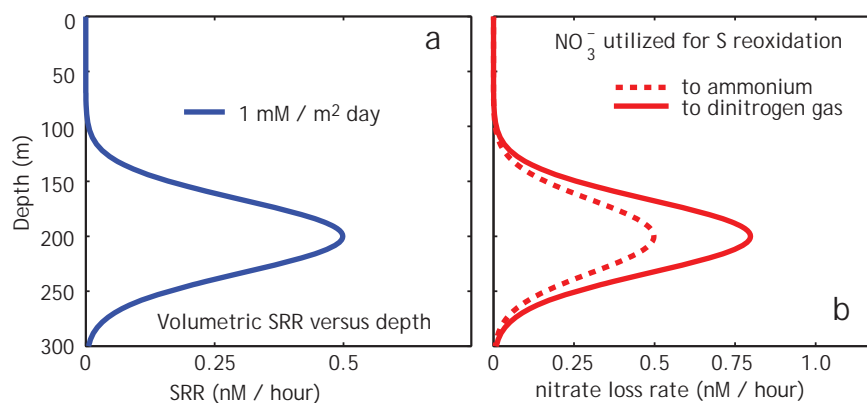 a
0
50
100
150
200
250
300
Depth (m)
1 mM / m² day
Volumetric SRR versus depth
0
0.25
0.5
SRR (nM / hour)
NO₃⁻ utilized for S reoxidation
to ammonium
to dinitrogen gas
b
0
0.25
0.5
0.75
1.0
nitrate loss rate (nM / hour)